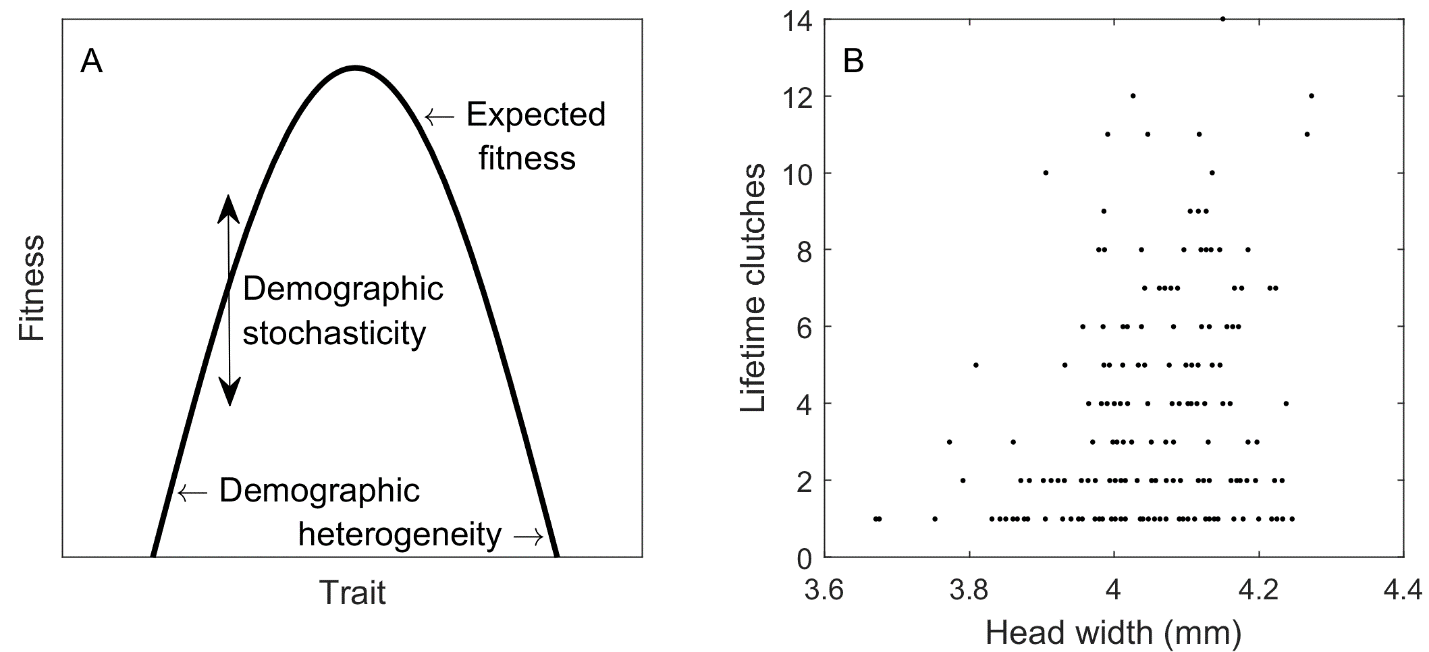 A
← Expected
fitness
Demographic
stochasticity
← Demographic
heterogeneity →
Fitness
Trait
B
14
12
10
8
6
4
2
0
3.6 3.8 4 4.2 4.4
Lifetime clutches
Head width (mm)